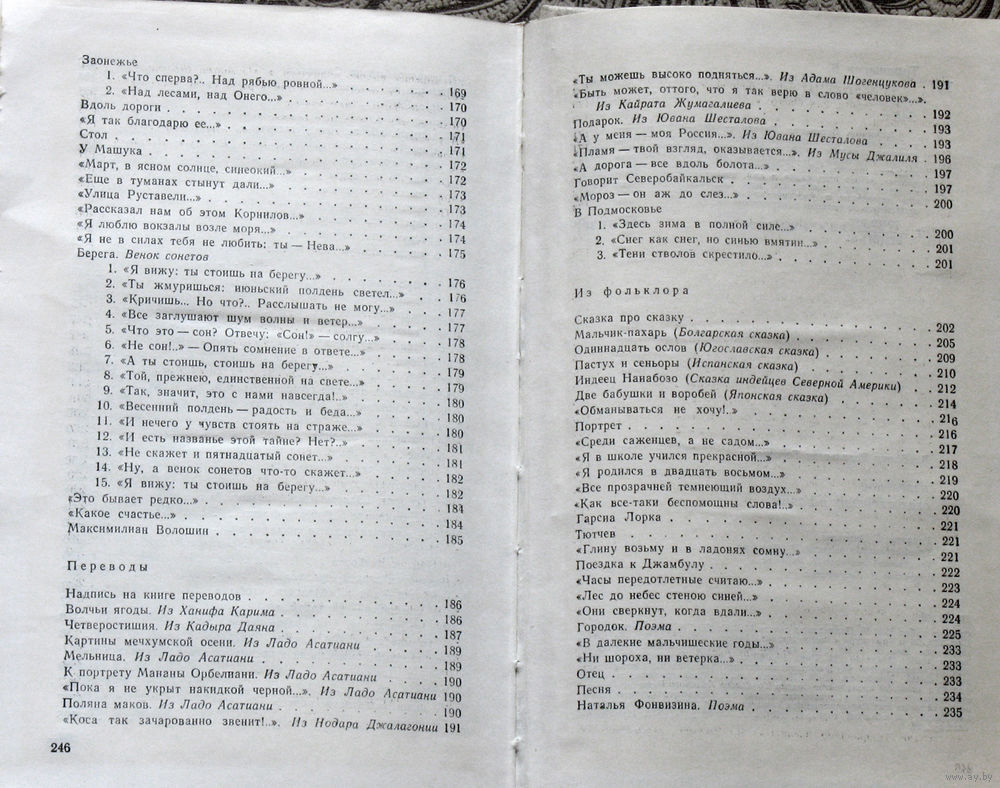 Заонежье
1. «Что сперва?.. Над рябью ровной...» . . . . . . . . 169
2. «Над лесами, над Онего...» . . . . . . . . 170
Вдоль дороги . . . . . . . . 170
«Я так благодарю ее...» . . . . . . . . 171
Стол . . . . . . . . 171
У Машука . . . . . . . . 172
«Март, в ясном солнце, синеокий...» . . . . . . . . 172
«Еще в туманах стынут дали...» . . . . . . . . 173
«Улица Руставели...» . . . . . . . . 173
«Рассказал нам об этом Корнилов...» . . . . . . . . 174
«Я люблю вокзалы возле моря...» . . . . . . . . 174
«Я не в силах тебя не любить: ты — Нева...» . . . . . . . . 175
Берега. Венок сонетов
1. «Я вижу: ты стоишь на берегу...» . . . . . . . . 176
2. «Ты жмуришься: июньский полдень светел...» . . . . 176
3. «Кричишь... Но что?.. Расслышать не могу...» . . . . 177
4. «Все заглушают шум волны и ветер...» . . . . . . 177
5. «Что это — сон? Отвечу: «Сон!» — солгу...» . . . . . 178
6. «Не сон!..» — Опять сомнение в ответе...» . . . . . 178
7. «А ты стоишь, стоишь на берегу...» . . . . . . . 179
8. «Той, прежнею, единственной на свете...» . . . . . 179
9. «Так, значит, это с нами навсегда!..» . . . . . . 180
10. «Весенний полдень — радость и беда...» . . . . . 180
11. «И нечего у чувств стоять на страже...» . . . . . 180
12. «И есть названье этой тайне? Нет?..» . . . . . . 181
13. «Не скажет и пятнадцатый сонет...» . . . . . . 181
14. «Ну, а венок сонетов что-то скажет...» . . . . . 182
15. «Я вижу: ты стоишь на берегу...» . . . . . . . 182
«Это бывает редко...» . . . . . . . . 184
«Какое счастье...» . . . . . . . . 184
Максимилиан Волошин . . . . . . . . 185
Переводы
Надпись на книге переводов . . . . . . . . 186
Волчьи ягоды. Из Ханифа Карима . . . . . . . . 186
Четверостишия. Из Кадыра Даяна . . . . . . . . 187
Картины мечхумской осени. Из Ладо Асатиани . . . . . 189
Мельница. Из Ладо Асатиани . . . . . . . . 189
К портрету Мананы Орбелиани. Из Ладо Асатиани . . . . 190
«Пока я не укрыт накидкой черной...». Из Ладо Асатиани 190
Поляна маков. Из Ладо Асатиани . . . . . . . . 190
«Коса так зачарованно звенит!..». Из Нодара Джалагонии 191
246
«Ты можешь высоко подняться...». Из Адама Шогенцукова . 191
«Быть может, оттого, что я так верю в слово «человек»...».
Из Кайрата Жумагалиева . . . . . . . . 192
Подарок. Из Ювана Шесталова . . . . . . . . 193
«А у меня — моя Россия...». Из Ювана Шесталова . . . . 193
«Пламя — твой взгляд, оказывается...». Из Мусы Джалиля . 196
«А дорога — все вдоль болота...» . . . . . . . . 197
Говорит Северобайкальск . . . . . . . . 197
«Мороз — он аж до слез...» . . . . . . . . 200
В Подмосковье
1. «Здесь зима в полной силе...» . . . . . . . . 200
2. «Снег как снег, но синью вмятин...» . . . . . . . 201
3. «Тени стволов скрестило...» . . . . . . . . 201
Из фольклора
Сказка про сказку . . . . . . . . 202
Мальчик-пахарь (Болгарская сказка) . . . . . . . . 205
Одиннадцать ослов (Югославская сказка) . . . . . . . 209
Пастух и сеньоры (Испанская сказка) . . . . . . . . 210
Индеец Нанабозо (Сказка индейцев Северной Америки) . . 212
Две бабушки и воробей (Японская сказка) . . . . . . 214
«Обманываться не хочу!..» . . . . . . . . 216
Портрет . . . . . . . . 216
«Среди саженцев, а не садом...» . . . . . . . . 217
«Я в школе учился прекрасной...» . . . . . . . . 218
«Я родился в двадцать восьмом...» . . . . . . . . 219
«Все прозрачней темнеющий воздух...» . . . . . . . 220
«Как все-таки беспомощны слова!..» . . . . . . . . 220
Гарсиа Лорка . . . . . . . . 221
Тютчев . . . . . . . . 221
«Глину возьму и в ладонях сомну...» . . . . . . . . 221
Поездка к Джамбулу . . . . . . . . 222
«Часы передотлетные считаю...» . . . . . . . . 223
«Лес до небес стеною синей...» . . . . . . . . 224
«Они сверкнут, когда вдали...» . . . . . . . . 224
Городок. Поэма . . . . . . . . 225
«В далекие мальчишеские годы...» . . . . . . . . 233
«Ни шороха, ни ветерка...» . . . . . . . . 233
Отец . . . . . . . . 233
Песня . . . . . . . . 234
Наталья Фонвизина. Поэма . . . . . . . . 235
www.ay.by